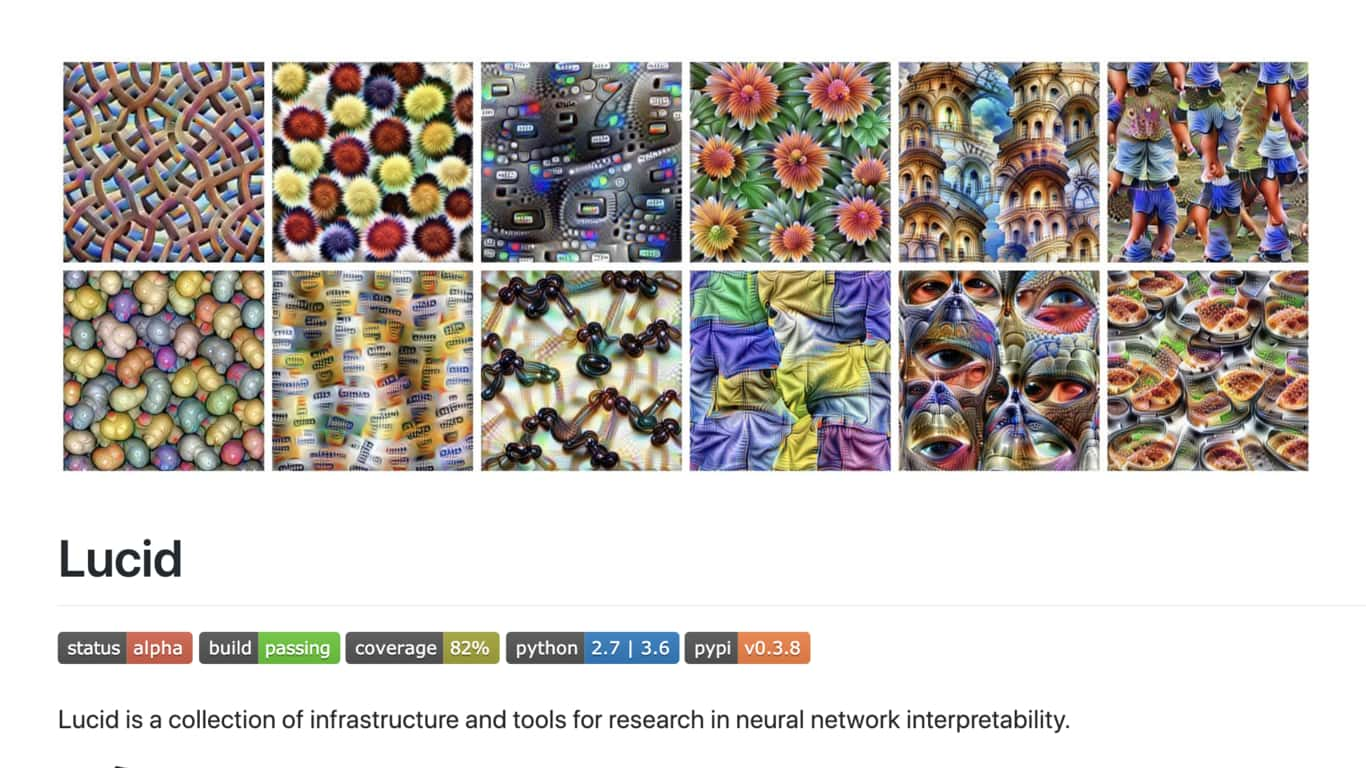 Lucid
status alpha build passing coverage 82% python 2.7 | 3.6 pypi v0.3.8
Lucid is a collection of infrastructure and tools for research in neural network interpretability.